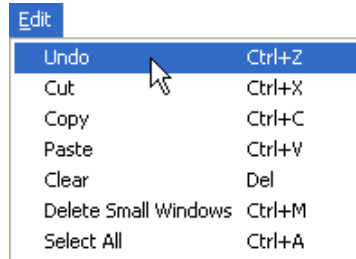 Edit
Undo Ctrl+Z
Cut Ctrl+X
Copy Ctrl+C
Paste Ctrl+V
Clear Del
Delete Small Windows Ctrl+M
Select All Ctrl+A